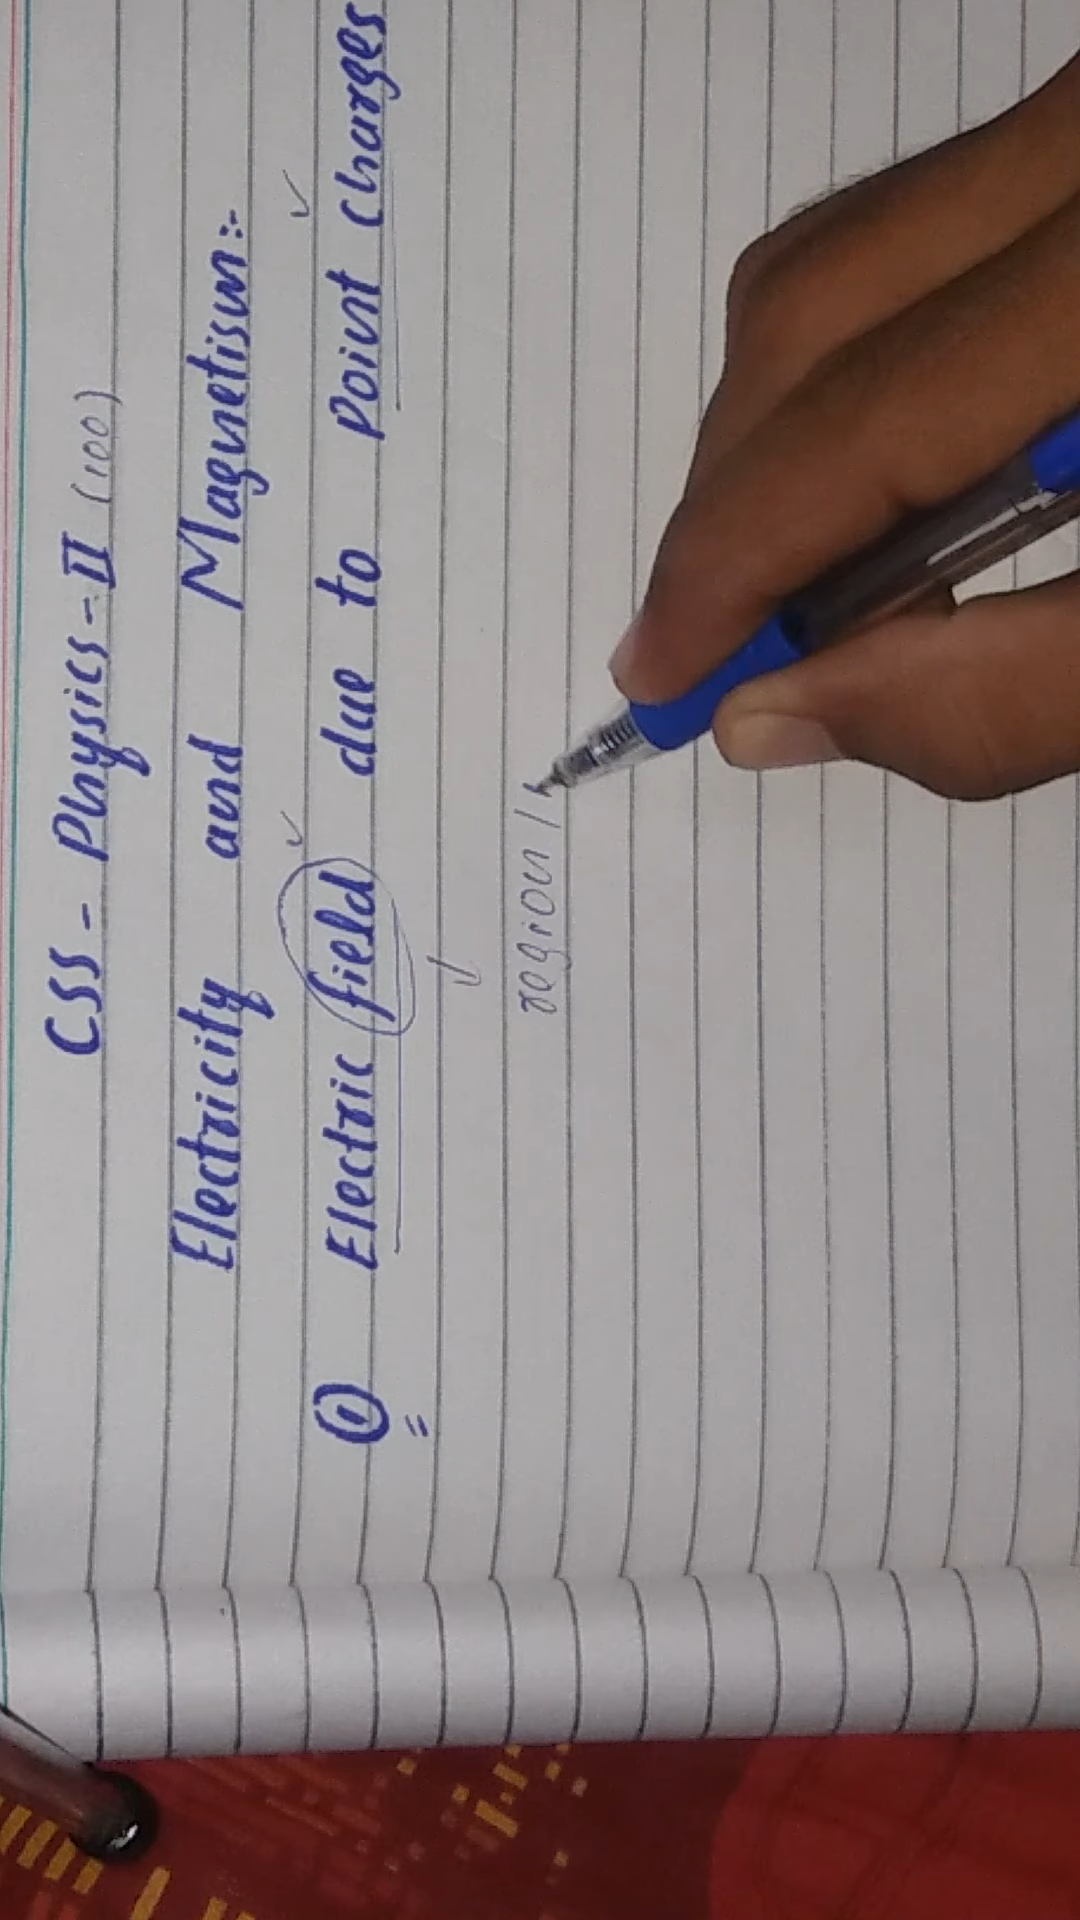 CSS - Physics - II (100)
Electricity and Magnetism:-
① Electric field due to Point Charges
region /